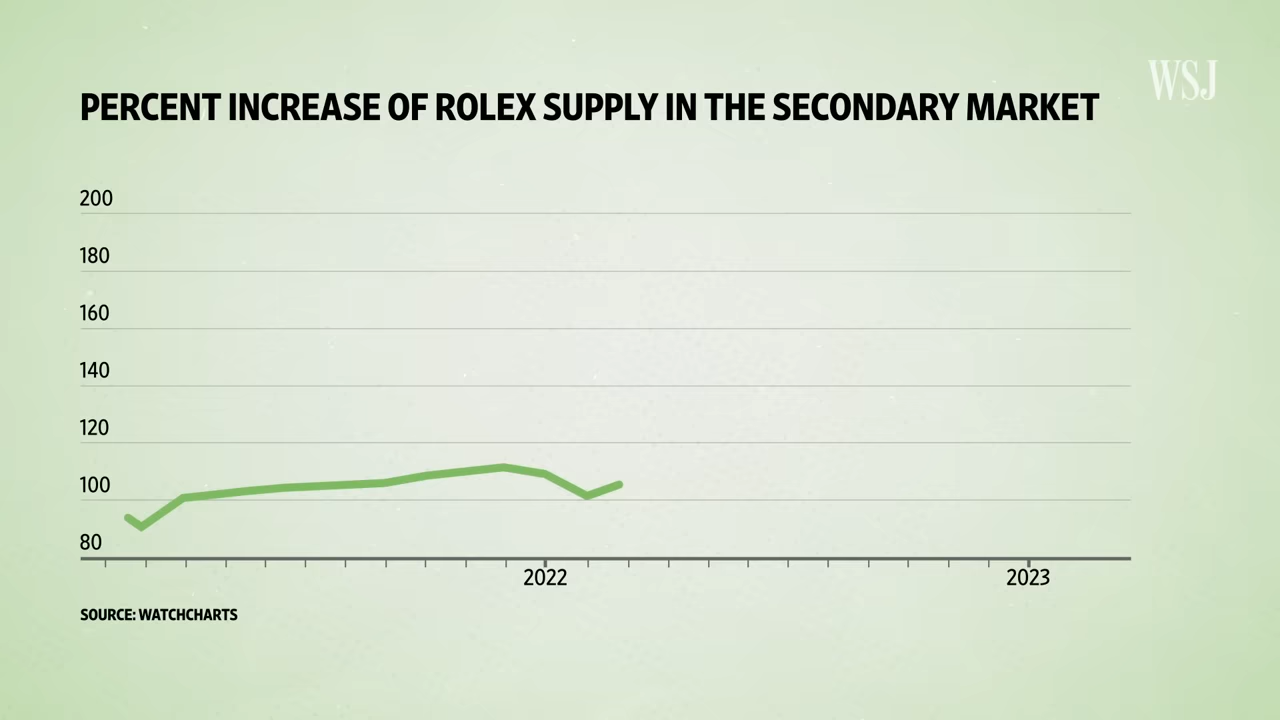 WSJ
PERCENT INCREASE OF ROLEX SUPPLY IN THE SECONDARY MARKET
200
180
160
140
120
100
80
2022 2023
SOURCE: WATCHCHARTS